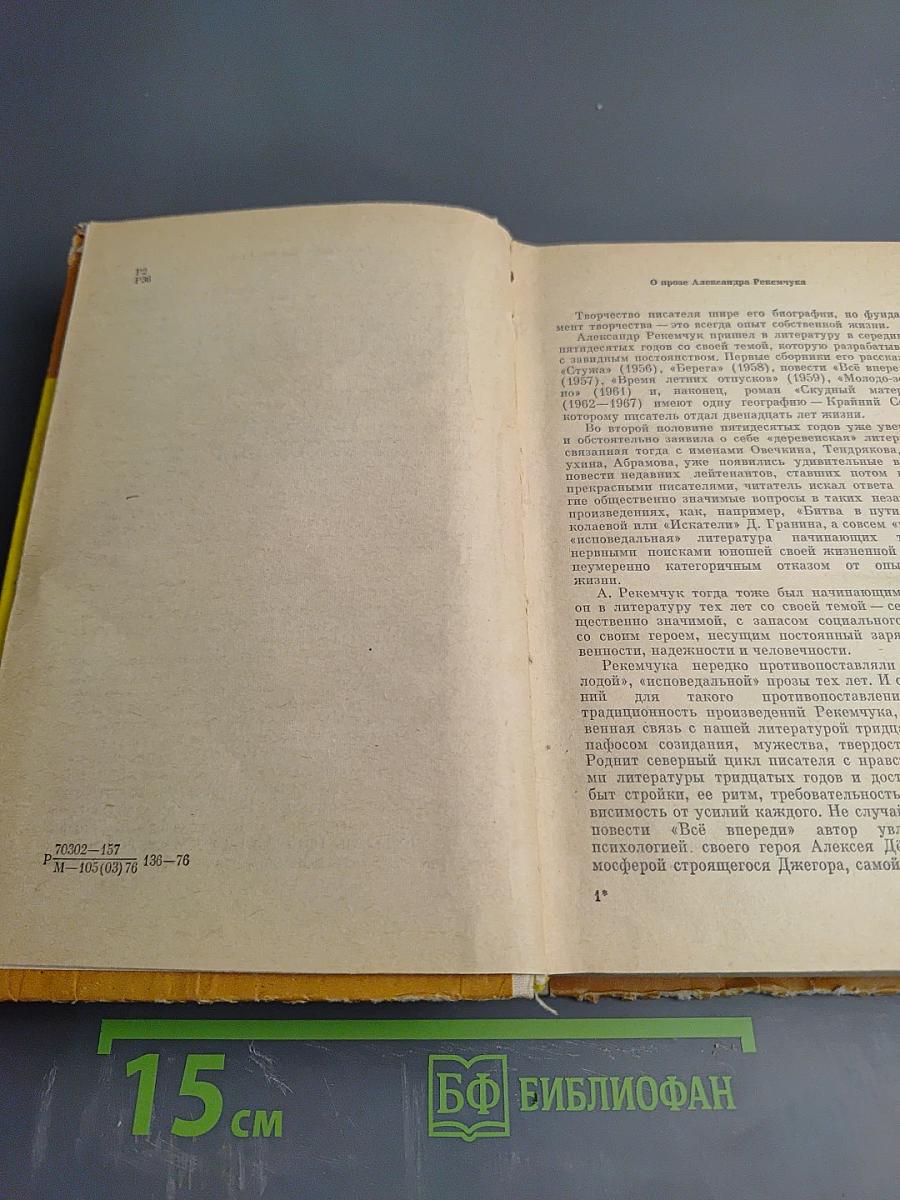 Р2
Р36
Р 70302—157
М—105(03)76 136—76
О прозе Александра Рекемчука
Творчество писателя шире его биографии, но фунда
мент творчества — это всегда опыт собственной жизни.
Александр Рекемчук пришел в литературу в середин
пятидесятых годов со своей темой, которую разрабатыв
с завидным постоянством. Первые сборники его расска
«Стужа» (1956), «Берега» (1958), повести «Всё впере
(1957), «Время летних отпусков» (1959), «Молодо-зе
но» (1961) и, наконец, роман «Скудный матер
(1962—1967) имеют одну географию — Крайний Се
которому писатель отдал двенадцать лет жизни.
Во второй половине пятидесятых годов уже уве
и обстоятельно заявила о себе «деревенская» литер
связанная тогда с именами Овечкина, Тендрякова,
ухина, Абрамова, уже появились удивительные в
повести недавних лейтенантов, ставших потом
прекрасными писателями, читатель искал ответа
гие общественно значимые вопросы в таких неза
произведениях, как, например, «Битва в пути
колаевой или «Искатели» Д. Гранина, а совсем
«исповедальная» литература начинающих т
нервными поисками юношей своей жизненной
неумеренно категоричным отказом от опы
жизни.
А. Рекемчук тогда тоже был начинающим
он в литературу тех лет со своей темой — се
щественно значимой, с запасом социального
со своим героем, несущим постоянный заря
венности, надежности и человечности.
Рекемчука нередко противопоставляли
лодой», «исповедальной» прозы тех лет. И с
ний для такого противопоставлени
традиционность произведений Рекемчука,
венная связь с нашей литературой тридца
пафосом созидания, мужества, твердост
Роднит северный цикл писателя с нравст
ми литературы тридцатых годов и дост
быт стройки, ее ритм, требовательность
висимость от усилий каждого. Не случай
повести «Всё впереди» автор увл
психологией своего героя Алексея Дё
мосферой строящегося Джегора, самой
1*
15 см
БФ БИБЛИОФАН